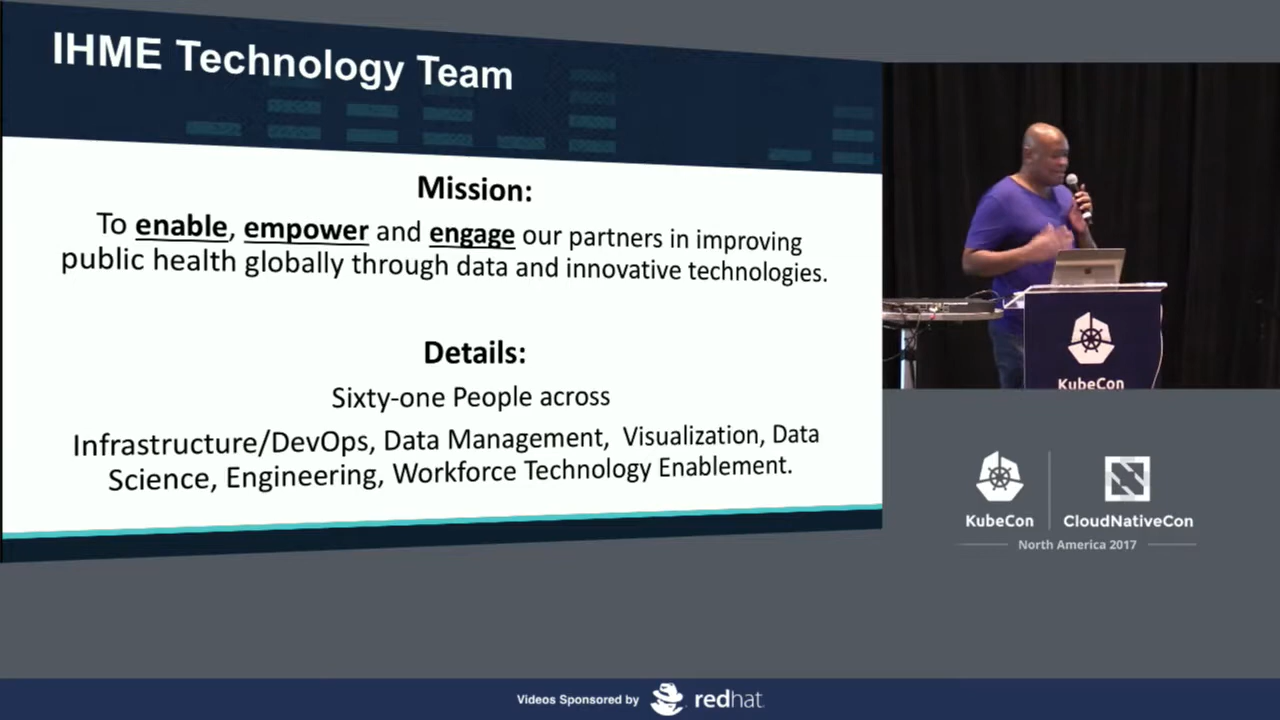 IHME Technology Team
Mission:
To enable, empower and engage our partners in improving
public health globally through data and innovative technologies.
Details:
Sixty-one People across
Infrastructure/DevOps, Data Management, Visualization, Data
Science, Engineering, Workforce Technology Enablement.
KubeCon
KubeCon
CloudNativeCon
North America 2017
Videos Sponsored by
redhat